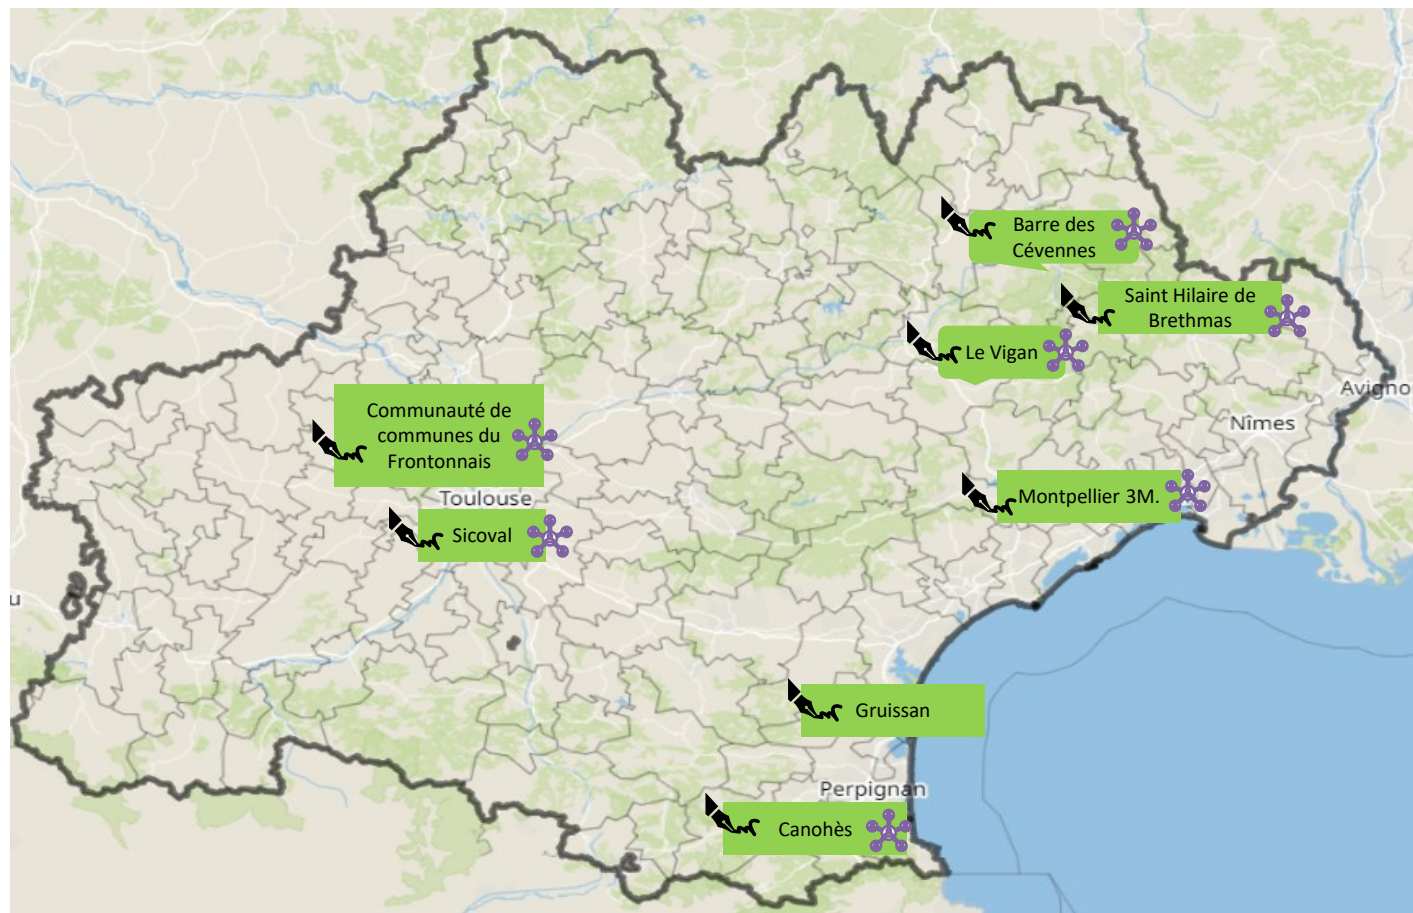 Barre des
Cévennes
Saint Hilaire de
Brethmas
Le Vigan
Avigno
Communauté de
communes du
Frontonnais
Nîmes
Toulouse
Montpellier 3M.
Sicoval
u
Gruissan
Perpignan
Canohès